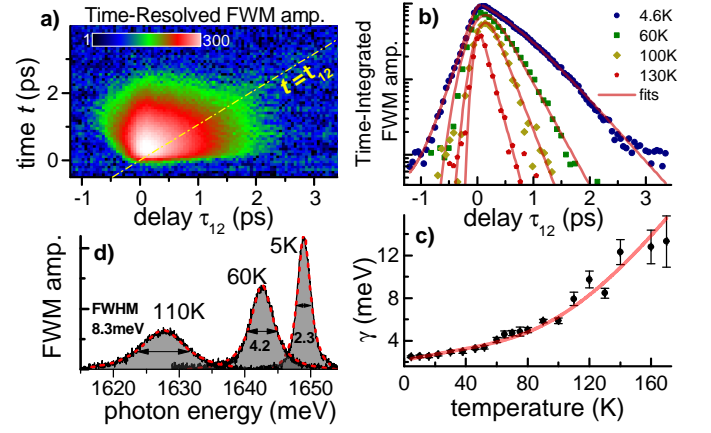 a)
Time-Resolved FWM amp.
1
300
t=τ12
time t (ps)
4
2
0
-1
0
1
2
3
delay τ12 (ps)
b)
4.6K
60K
100K
130K
fits
Time-Integrated
FWM amp.
-1
0
1
2
3
delay τ12 (ps)
d)
5K
60K
110K
FWHM
8.3meV
4.2
2.3
FWM amp.
1620
1630
1640
1650
photon energy (meV)
c)
γ (meV)
12
8
4
0
40
80
120
160
temperature (K)